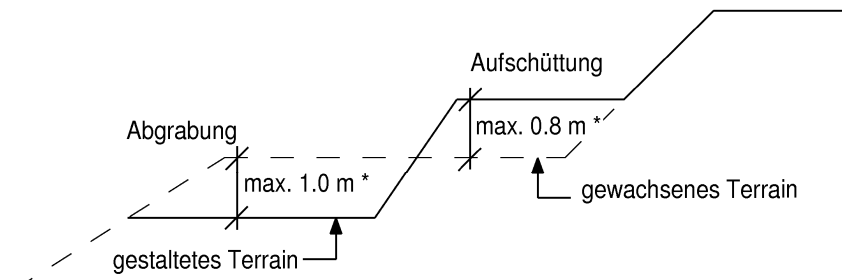 Aufschüttung
Abgrabung
max. 0.8 m *
max. 1.0 m *
gewachsenes Terrain
gestaltetes Terrain